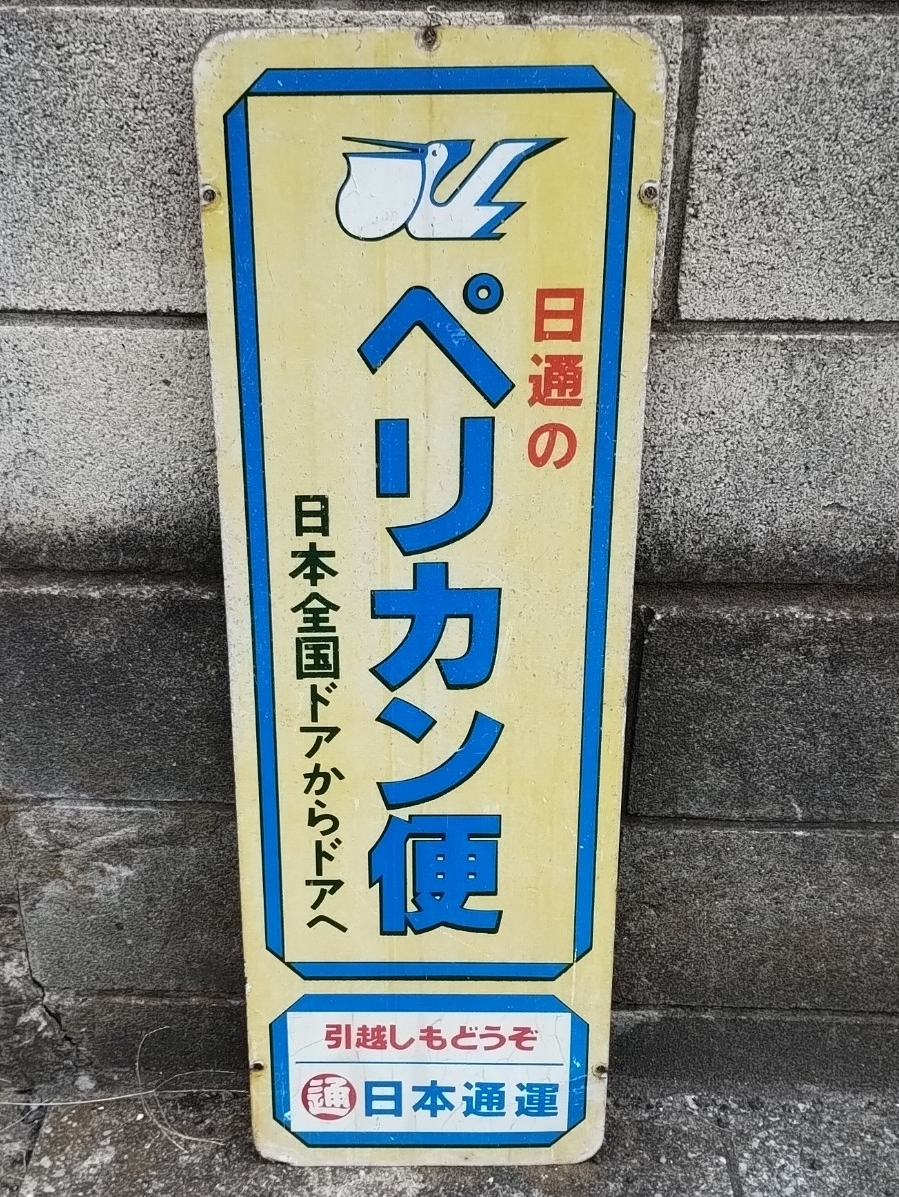 日通の
ペリカン便
日本全国ドアからドアへ
引越しもどうぞ
通 日本通運